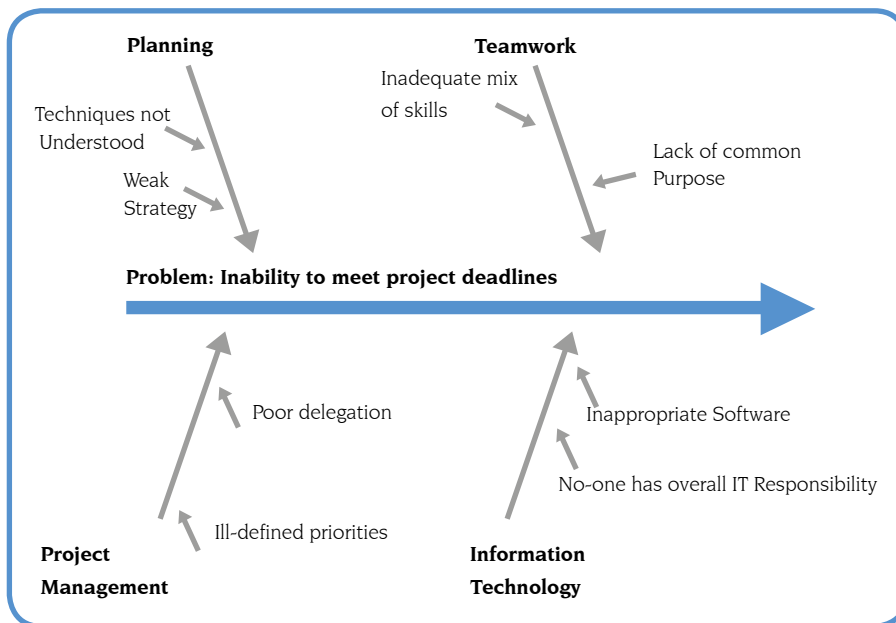 Planning
Techniques not
Understood
Weak
Strategy
Teamwork
Inadequate mix
of skills
Lack of common
Purpose
Problem: Inability to meet project deadlines
Poor delegation
Ill-defined priorities
Project
Management
Inappropriate Software
No-one has overall IT Responsibility
Information
Technology